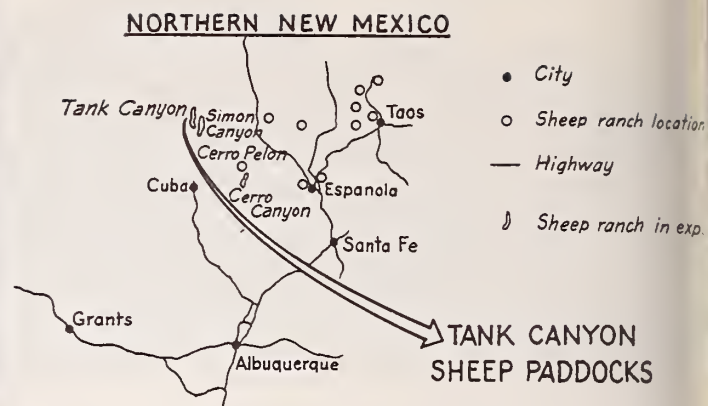 NORTHERN NEW MEXICO
City
Sheep ranch location
Highway
Sheep ranch in exp.
Tank Canyon
Simon
Canyon
Taos
Cerro Pelon
Cuba
Cerro
Canyon
Espanola
Santa Fe
Grants
Albuquerque
TANK CANYON
SHEEP PADDOCKS